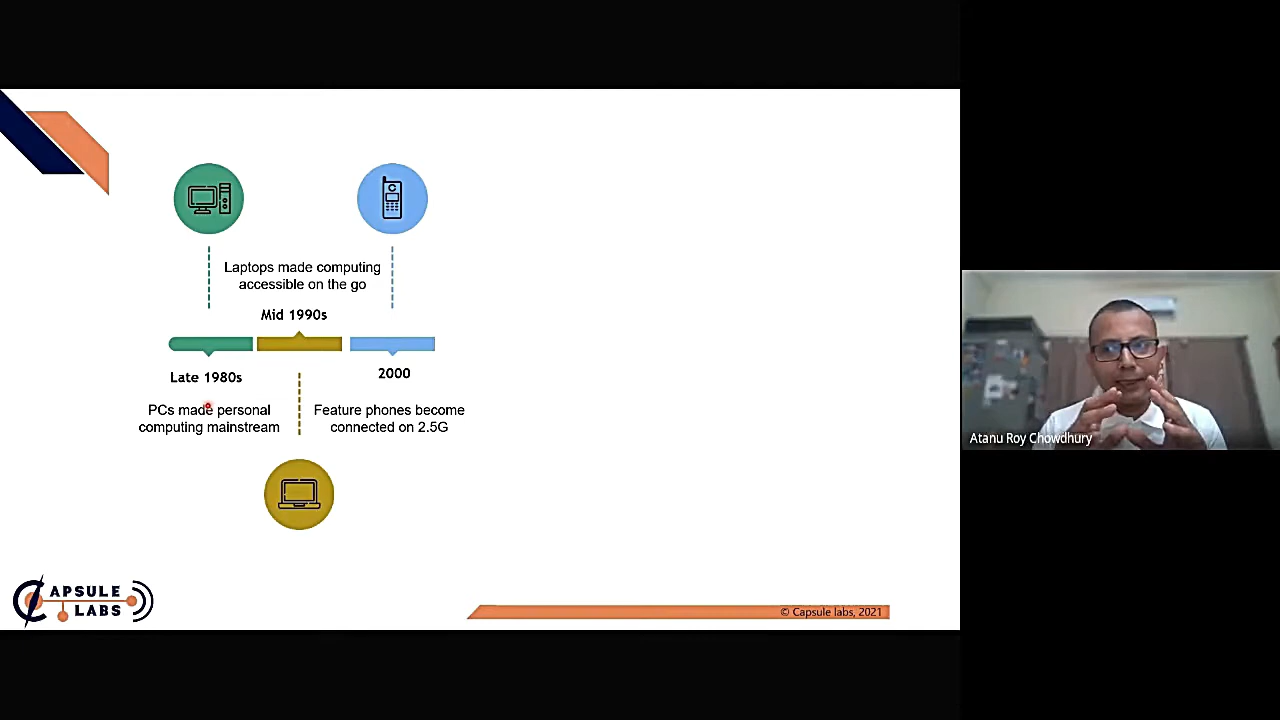 Laptops made computing
accessible on the go
Mid 1990s
Late 1980s
2000
PCs made personal
computing mainstream
Feature phones become
connected on 2.5G
CAPSULE
LABS
© Capsule labs, 2021
Atanu Roy Chowdhury